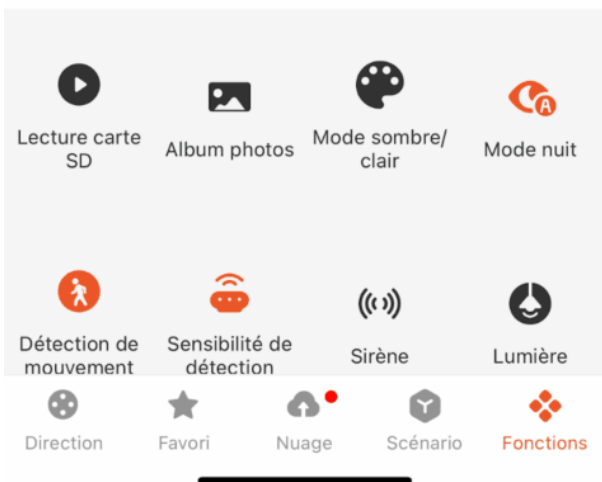 Lecture carte
SD
Album photos
Mode sombre/
clair
Mode nuit
A
Détection de
mouvement
Sensibilité de
détection
Sirène
Lumière
Direction
Favori
Nuage
Scénario
Fonctions